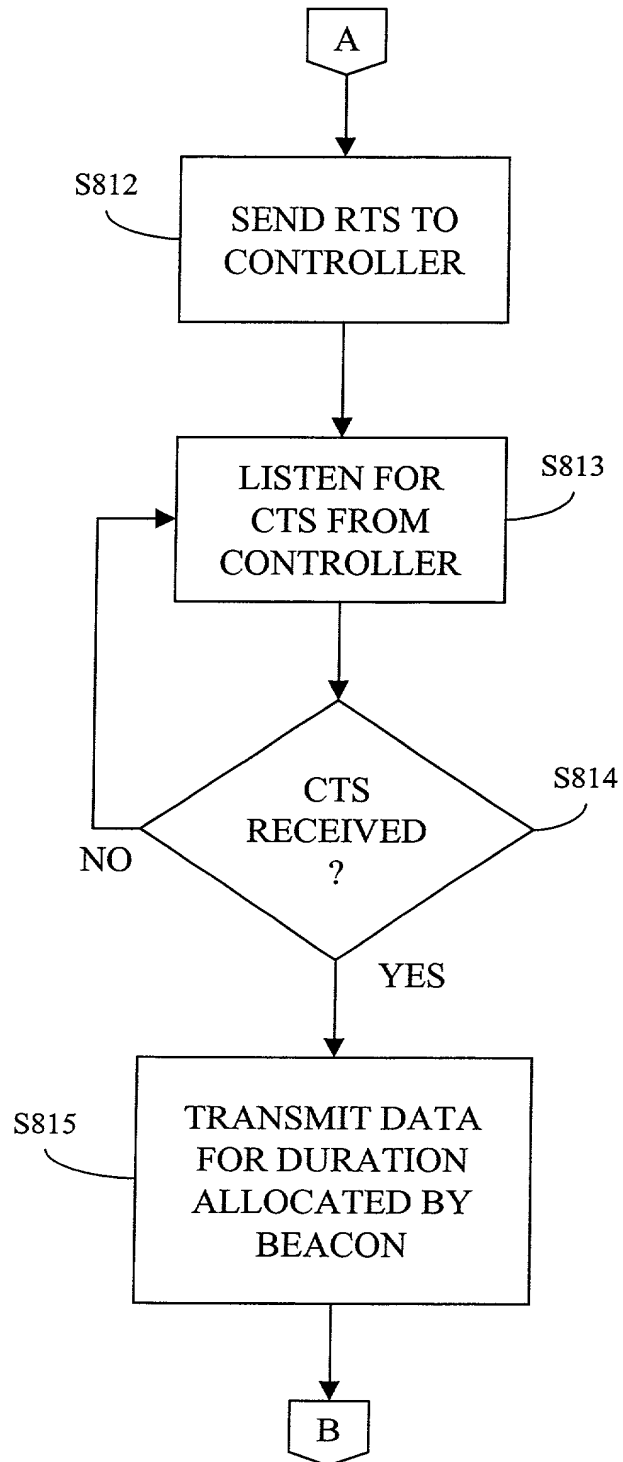 A
S812
SEND RTS TO
CONTROLLER
LISTEN FOR
CTS FROM
CONTROLLER
S813
CTS
RECEIVED
?
S814
NO
YES
S815
TRANSMIT DATA
FOR DURATION
ALLOCATED BY
BEACON
B